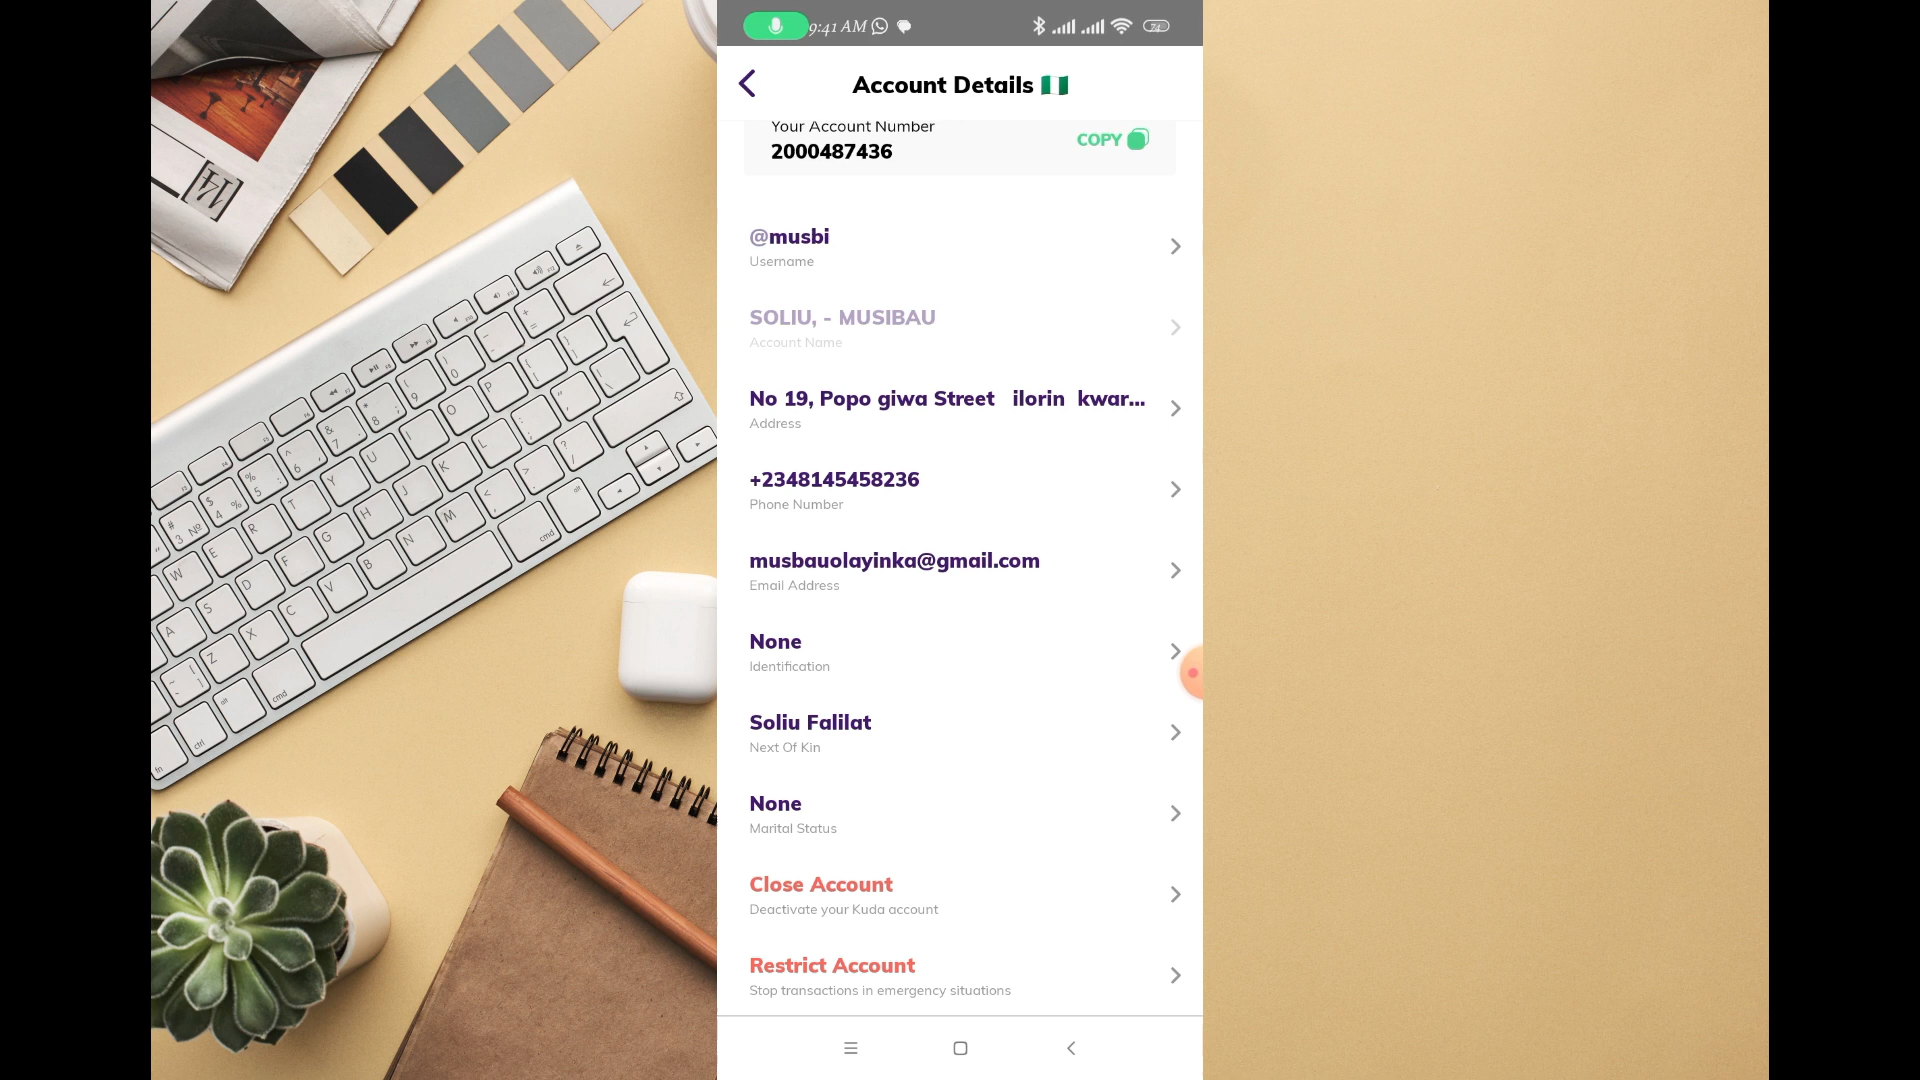 9:41 AM
74
Account Details
Your Account Number
2000487436
COPY
@musbi
Username
SOLIU, - MUSIBAU
Account Name
No 19, Popo giwa Street ilorin kwar...
Address
+2348145458236
Phone Number
musbauolayinka@gmail.com
Email Address
None
Identification
Soliu Falilat
Next Of Kin
None
Marital Status
Close Account
Deactivate your Kuda account
Restrict Account
Stop transactions in emergency situations